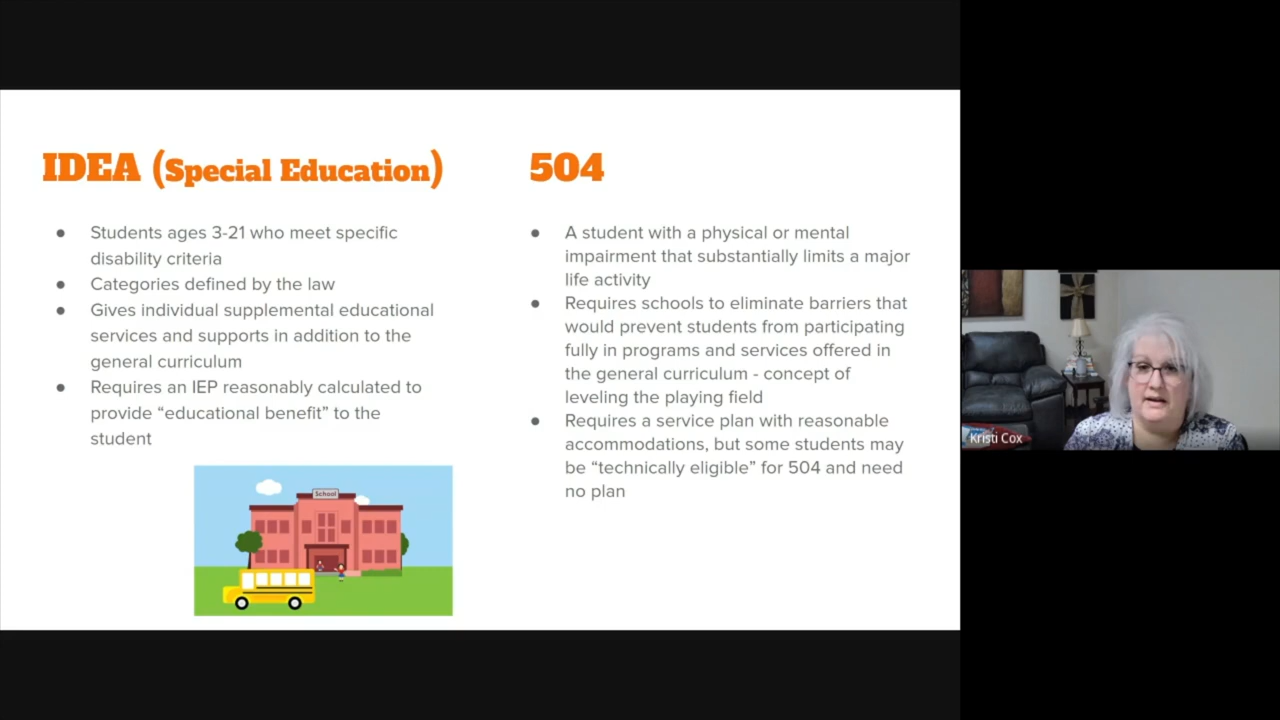 IDEA (Special Education)
● Students ages 3-21 who meet specific
disability criteria
● Categories defined by the law
● Gives individual supplemental educational
services and supports in addition to the
general curriculum
● Requires an IEP reasonably calculated to
provide “educational benefit” to the
student
School
504
● A student with a physical or mental
impairment that substantially limits a major
life activity
● Requires schools to eliminate barriers that
would prevent students from participating
fully in programs and services offered in
the general curriculum - concept of
leveling the playing field
● Requires a service plan with reasonable
accommodations, but some students may
be “technically eligible” for 504 and need
no plan
Kristi Cox